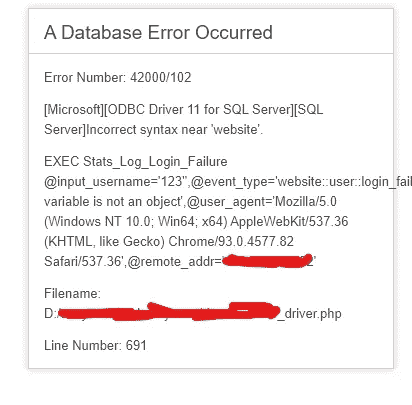 A Database Error Occurred
Error Number: 42000/102
[Microsoft][ODBC Driver 11 for SQL Server][SQL
Server]Incorrect syntax near 'website'.
EXEC Stats_Log_Login_Failure
@input_username='123'',@event_type='website::user::login_fail
variable is not an object',@user_agent='Mozilla/5.0
(Windows NT 10.0; Win64; x64) AppleWebKit/537.36
(KHTML, like Gecko) Chrome/93.0.4577.82
Safari/537.36',@remote_addr='2'
Filename:
D:_driver.php
Line Number: 691